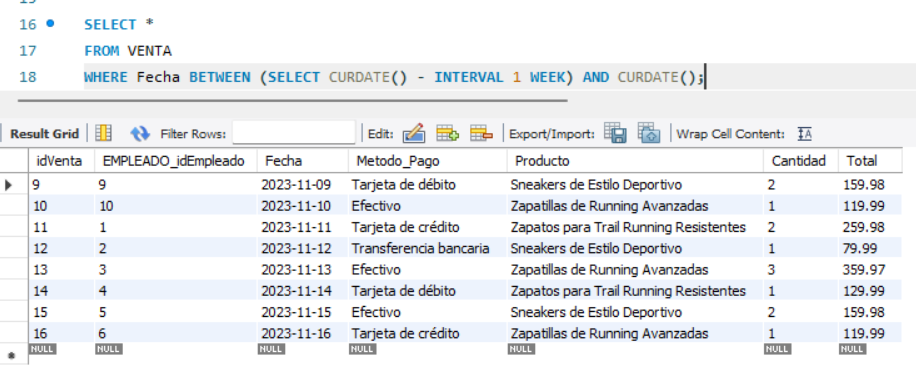 16 SELECT *
17 FROM VENTA
18 WHERE Fecha BETWEEN (SELECT CURDATE() - INTERVAL 1 WEEK) AND CURDATE();
Result Grid Filter Rows: Edit: Export/Import: Wrap Cell Content:
idVenta EMPLEADO_idEmpleado Fecha Metodo_Pago Producto Cantidad Total
9 9 2023-11-09 Tarjeta de débito Sneakers de Estilo Deportivo 2 159.98
10 10 2023-11-10 Efectivo Zapatillas de Running Avanzadas 1 119.99
11 1 2023-11-11 Tarjeta de crédito Zapatos para Trail Running Resistentes 2 259.98
12 2 2023-11-12 Transferencia bancaria Sneakers de Estilo Deportivo 1 79.99
13 3 2023-11-13 Efectivo Zapatillas de Running Avanzadas 3 359.97
14 4 2023-11-14 Tarjeta de débito Zapatos para Trail Running Resistentes 1 129.99
15 5 2023-11-15 Efectivo Sneakers de Estilo Deportivo 2 159.98
16 6 2023-11-16 Tarjeta de crédito Zapatillas de Running Avanzadas 1 119.99
NULL NULL NULL NULL NULL NULL NULL